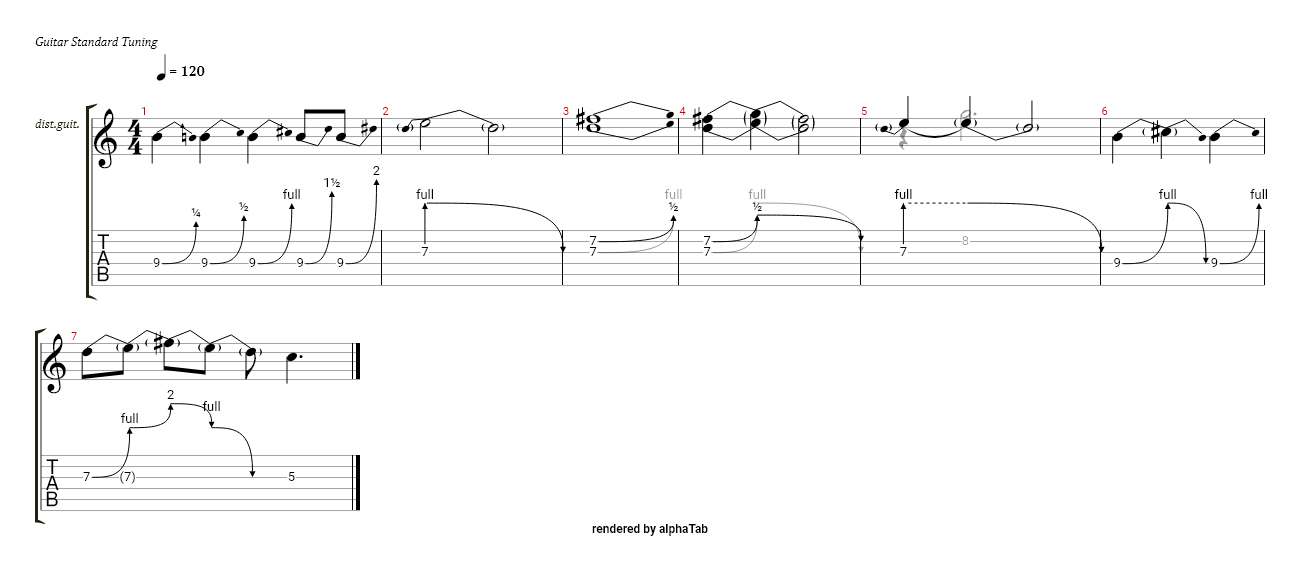 Guitar Standard Tuning
= 120
dist.guit.
1 2 3 4 5 6
4
4
¼ ½ full 1½ 2 full full ½ full ½ full full full
T
A
B
9 9 9 9 9 7 7 7 7 7 7 8 9 9
7
full 2 full
T
A
B
7 (7) 5
rendered by alphaTab